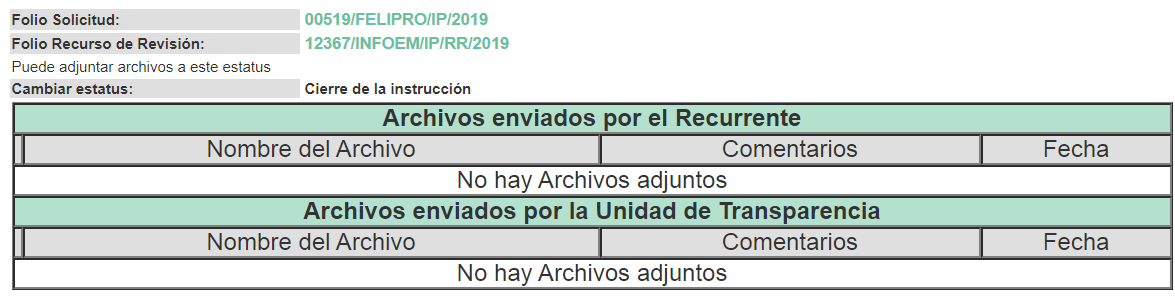 Folio Solicitud: 00519/FELIPRO/IP/2019
Folio Recurso de Revisión: 12367/INFOEM/IP/RR/2019
Puede adjuntar archivos a este estatus
Cambiar estatus: Cierre de la instrucción
Archivos enviados por el Recurrente
Nombre del Archivo Comentarios Fecha
No hay Archivos adjuntos
Archivos enviados por la Unidad de Transparencia
Nombre del Archivo Comentarios Fecha
No hay Archivos adjuntos